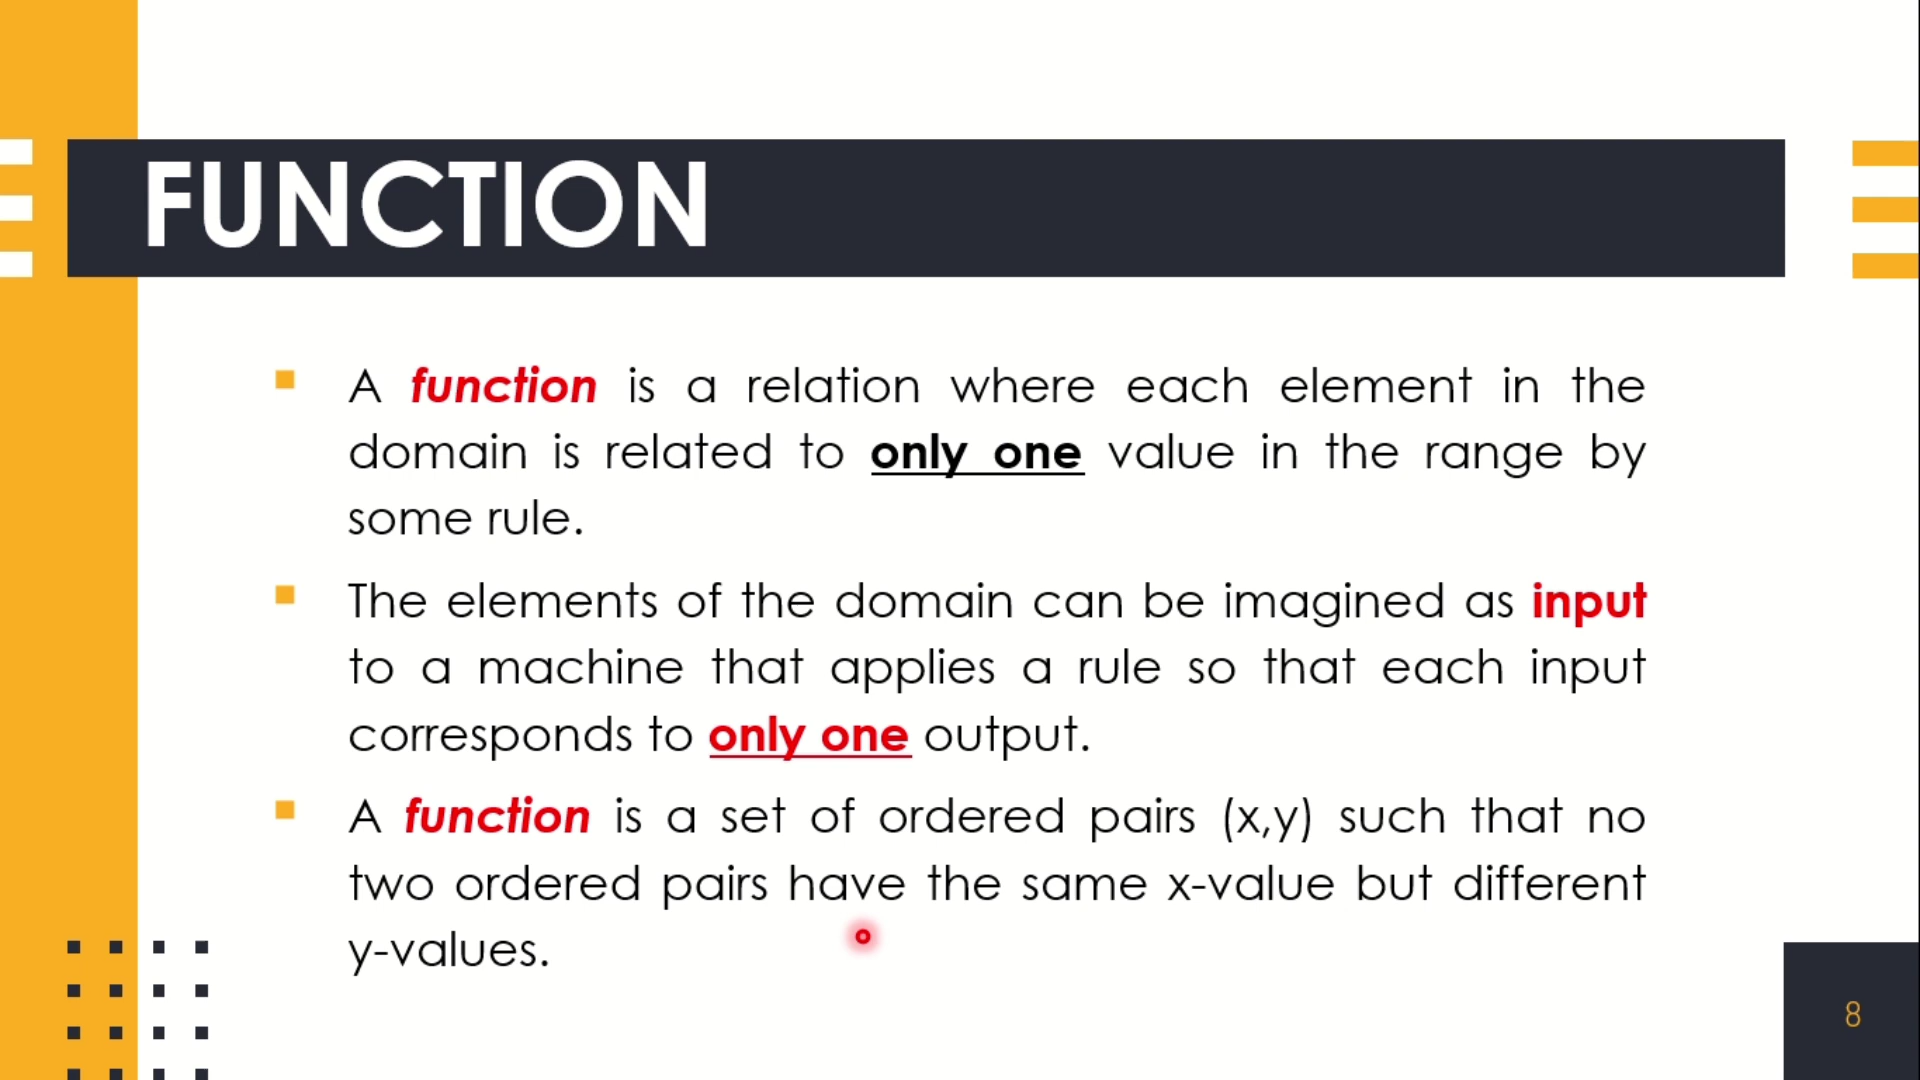 FUNCTION
A function is a relation where each element in the
domain is related to only one value in the range by
some rule.
The elements of the domain can be imagined as input
to a machine that applies a rule so that each input
corresponds to only one output.
A function is a set of ordered pairs (x,y) such that no
two ordered pairs have the same x-value but different
y-values.
8